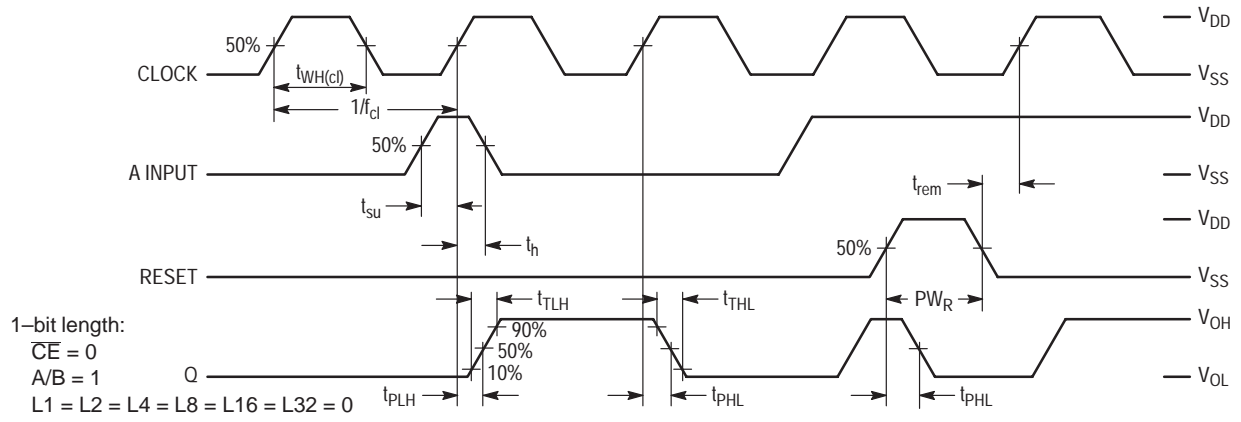 V_DD
50%
CLOCK
t_WH(cl)
V_SS
1/f_cl
V_DD
50%
A INPUT
V_SS
t_rem
t_su
V_DD
50%
t_h
RESET
V_SS
t_TLH
t_THL
PW_R
1–bit length:
90%
V_OH
C̅E̅ = 0
50%
A/B = 1
Q
10%
V_OL
t_PLH
t_PHL
t_PHL
L1 = L2 = L4 = L8 = L16 = L32 = 0